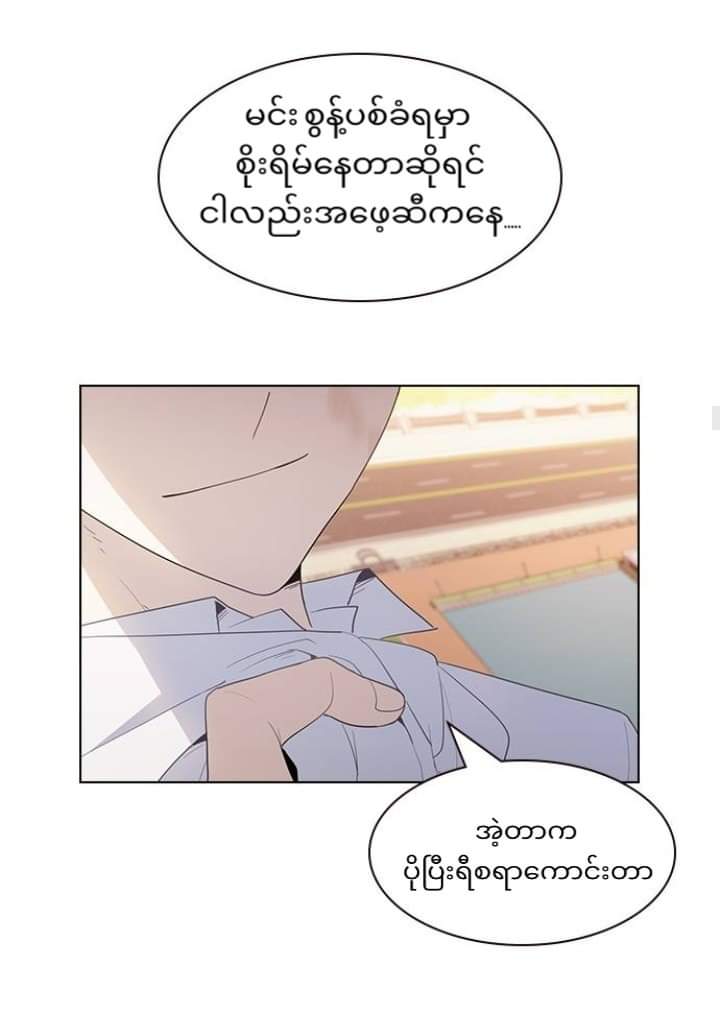 မင်း စွန့်ပစ်ခံရမှာ
စိုးရိမ်နေတာဆိုရင်
ငါလည်းအဖေ့ဆီကနေ.....
အဲ့တာက
ပိုပြီးရီစရာကောင်းတာ